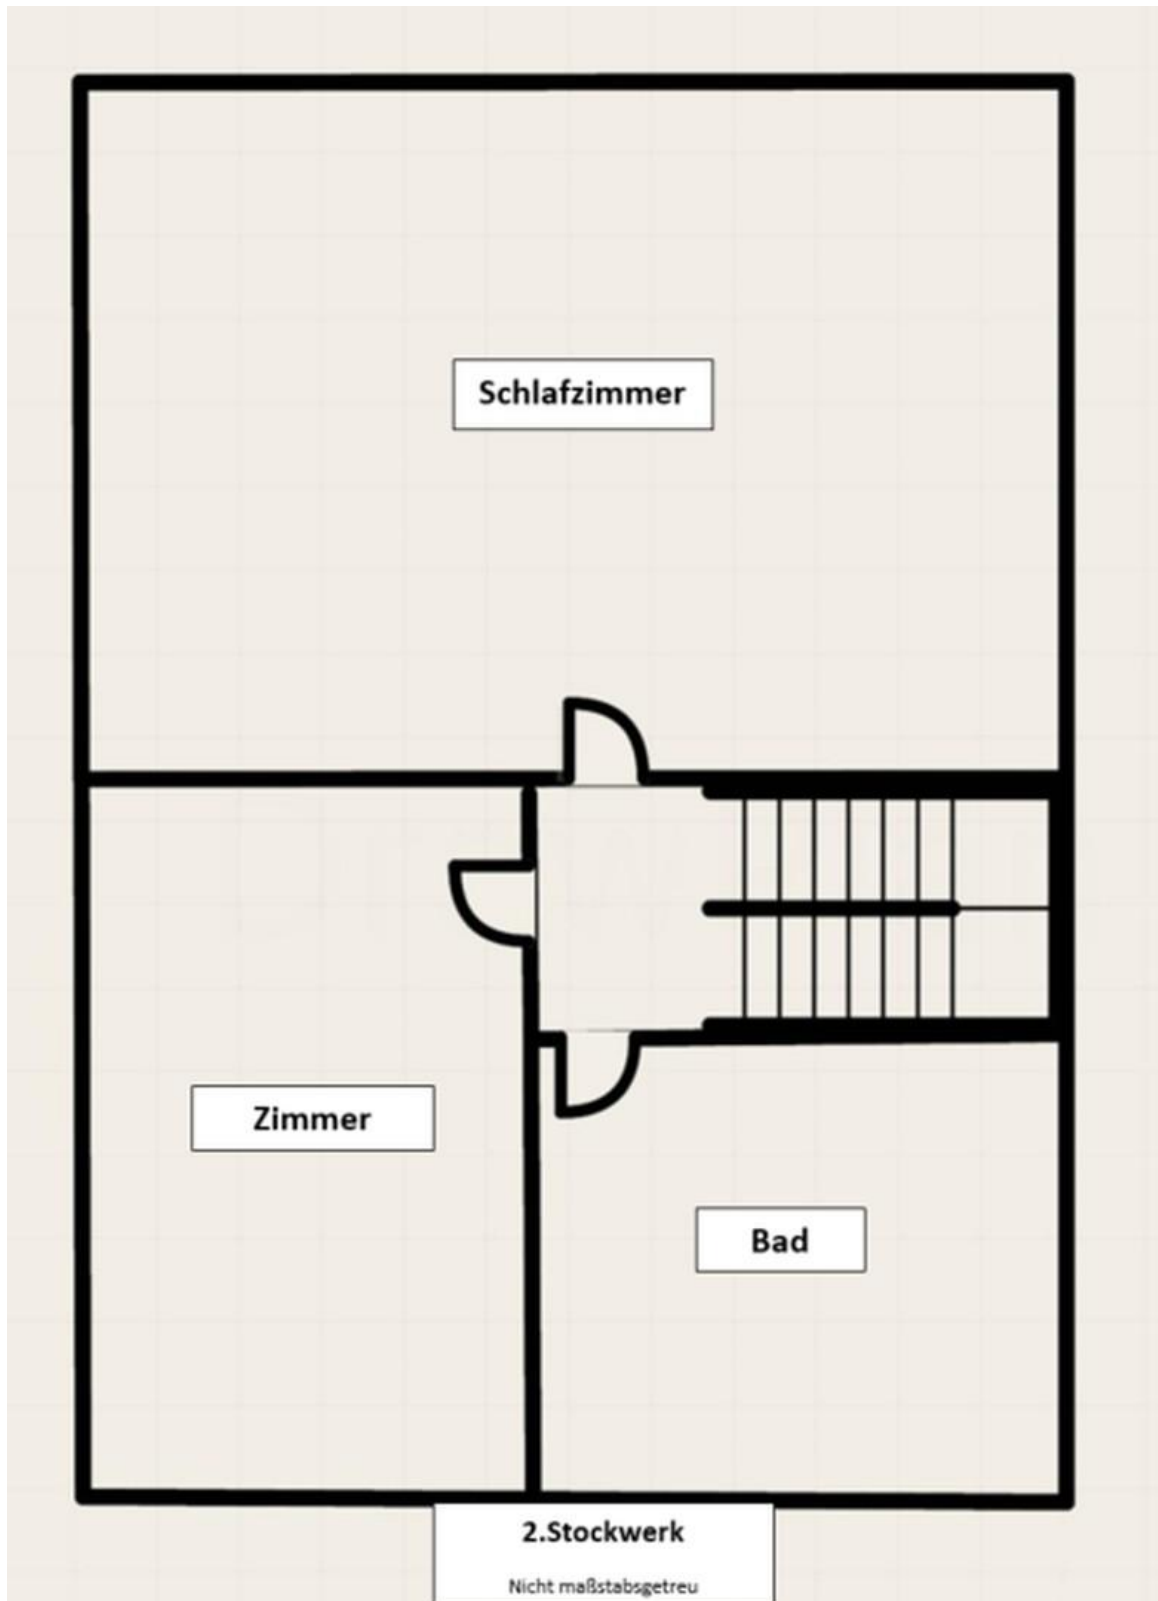 Schlafzimmer
Zimmer
Bad
2.Stockwerk
Nicht maßstabsgetreu